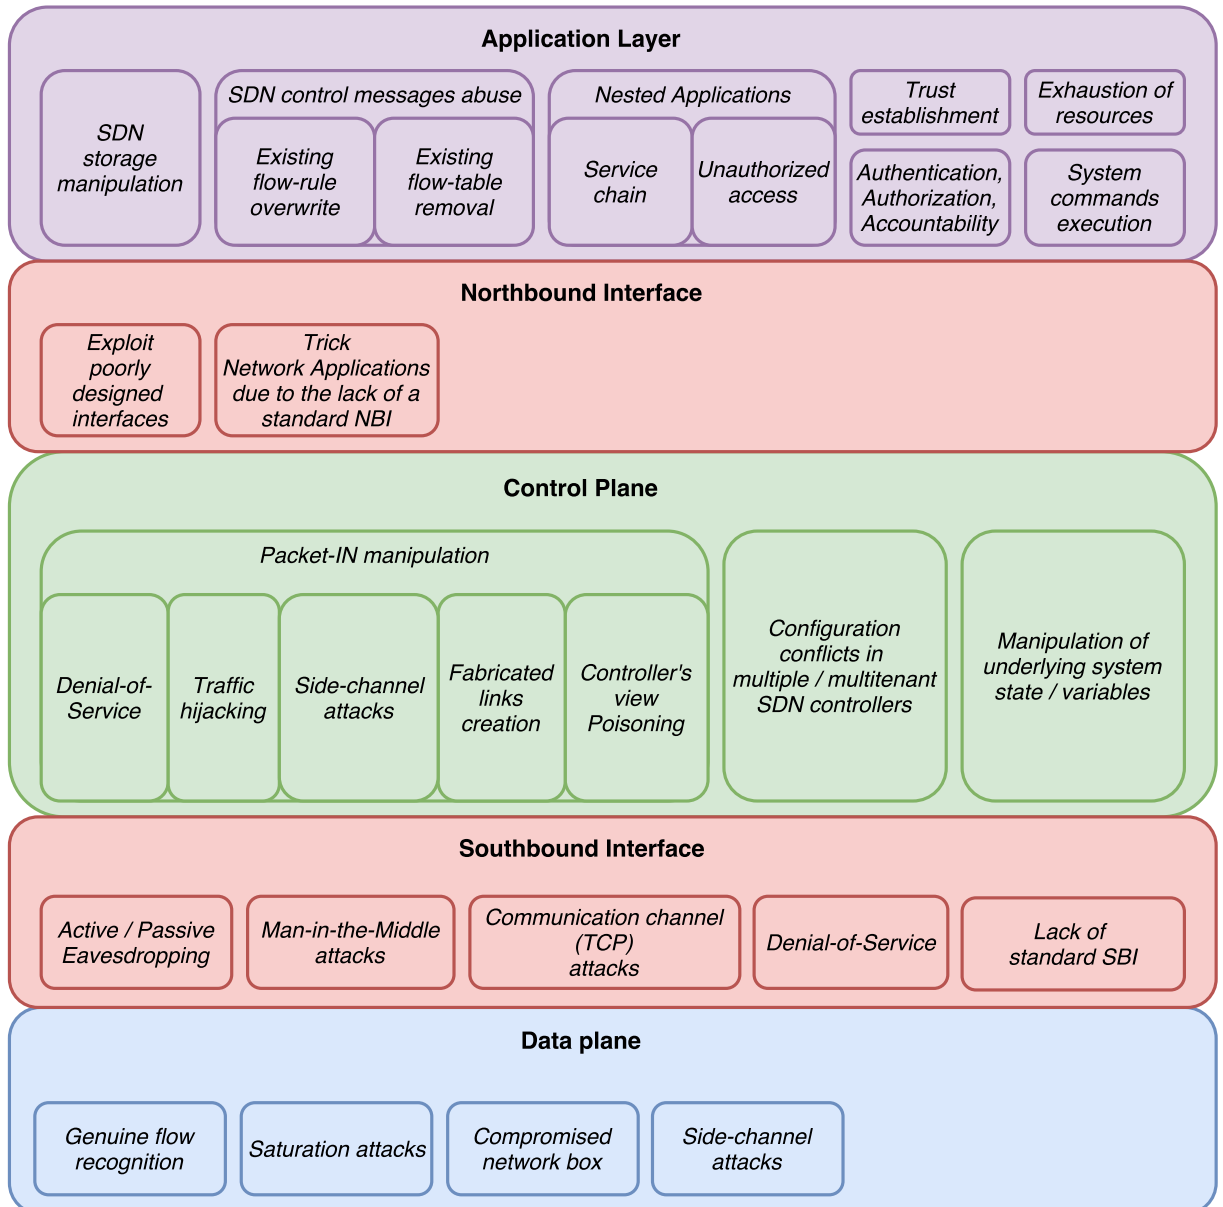 Application Layer
SDN
storage
manipulation
SDN control messages abuse
Existing
flow-rule
overwrite
Existing
flow-table
removal
Nested Applications
Service
chain
Unauthorized
access
Trust
establishment
Exhaustion of
resources
Authentication,
Authorization,
Accountability
System
commands
execution
Northbound Interface
Exploit
poorly
designed
interfaces
Trick
Network Applications
due to the lack of a
standard NBI
Control Plane
Packet-IN manipulation
Denial-of-
Service
Traffic
hijacking
Side-channel
attacks
Fabricated
links
creation
Controller's
view
Poisoning
Configuration
conflicts in
multiple / multitenant
SDN controllers
Manipulation of
underlying system
state / variables
Southbound Interface
Active / Passive
Eavesdropping
Man-in-the-Middle
attacks
Communication channel
(TCP)
attacks
Denial-of-Service
Lack of
standard SBI
Data plane
Genuine flow
recognition
Saturation attacks
Compromised
network box
Side-channel
attacks